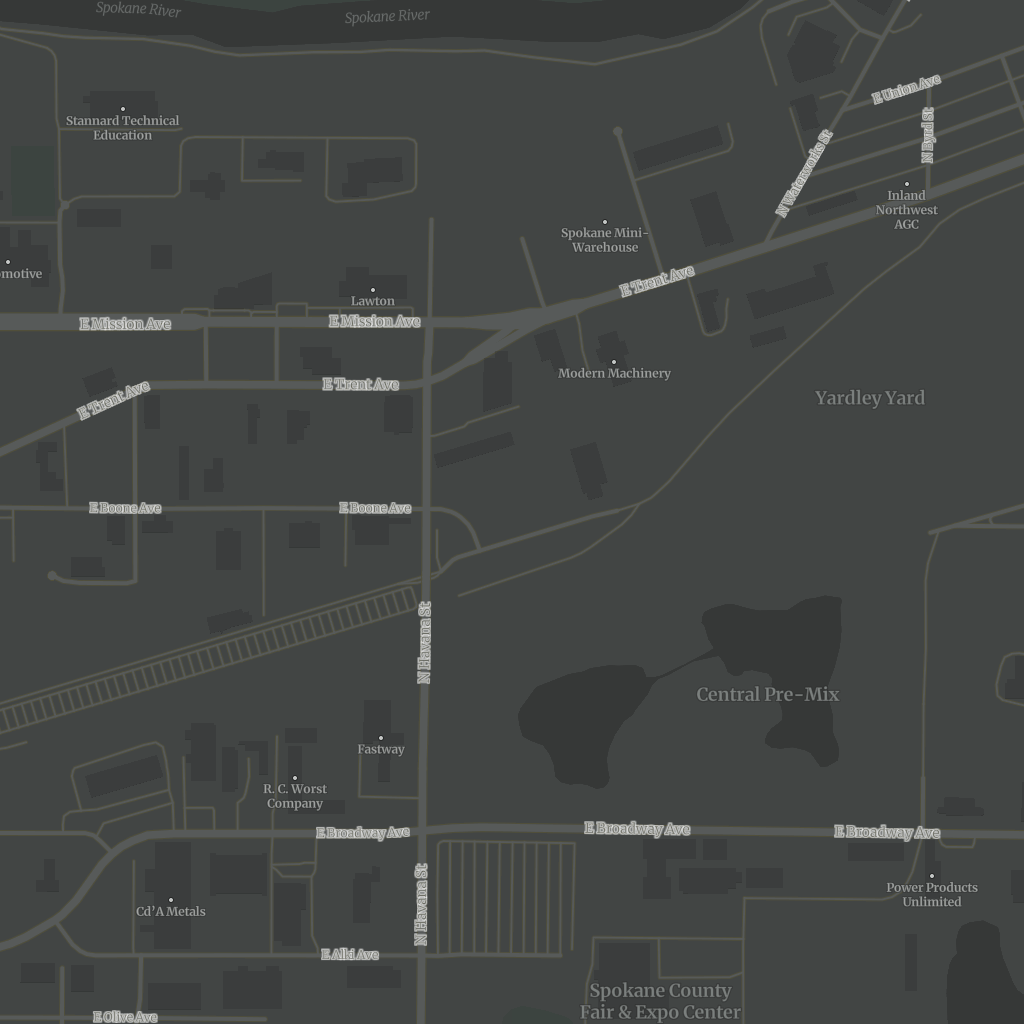 Spokane River
Spokane River
E Union Ave
Stannard Technical
Education
N Byrd St
N Waterworks St
Inland
Northwest
AGC
Spokane Mini-
Warehouse
omotive
E Trent Ave
Lawton
E Mission Ave
E Mission Ave
Modern Machinery
E Trent Ave
E Trent Ave
Yardley Yard
E Boone Ave
E Boone Ave
N Havana St
Central Pre-Mix
Fastway
R. C. Worst
Company
E Broadway Ave
E Broadway Ave
E Broadway Ave
Power Products
Unlimited
N Havana St
Cd'A Metals
E Alki Ave
Spokane County
Fair & Expo Center
E Olive Ave